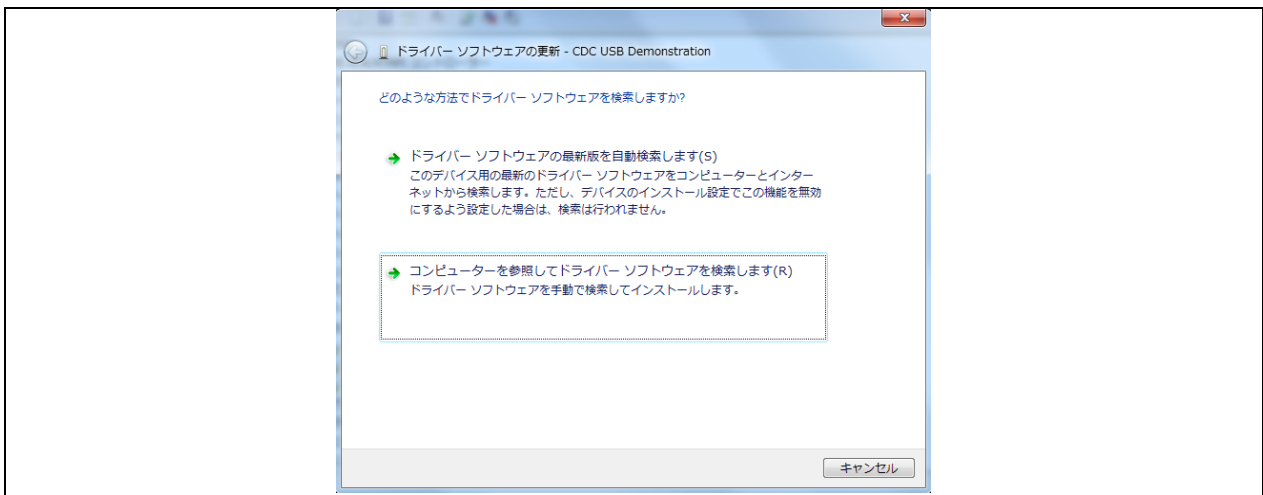 ドライバー ソフトウェアの更新 - CDC USB Demonstration
どのような方法でドライバー ソフトウェアを検索しますか?
ドライバー ソフトウェアの最新版を自動検索します(S)
このデバイス用の最新のドライバー ソフトウェアをコンピューターとインター
ネットから検索します。ただし、デバイスのインストール設定でこの機能を無効
にするよう設定した場合は、検索は行われません。
コンピューターを参照してドライバー ソフトウェアを検索します(R)
ドライバー ソフトウェアを手動で検索してインストールします。
キャンセル